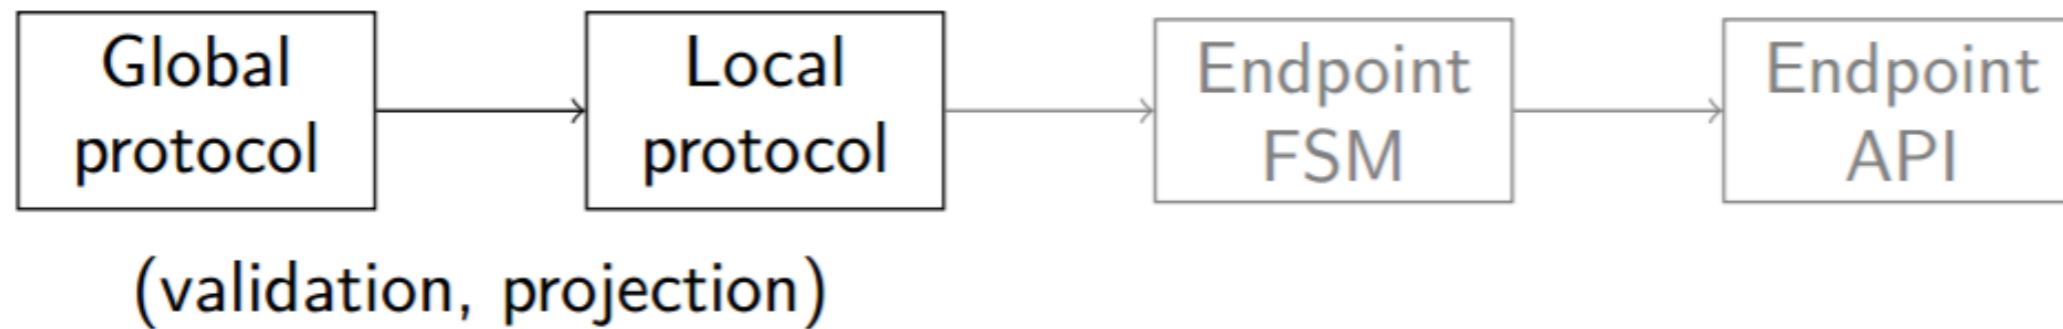 Global
protocol
Local
protocol
Endpoint
FSM
Endpoint
API
(validation, projection)